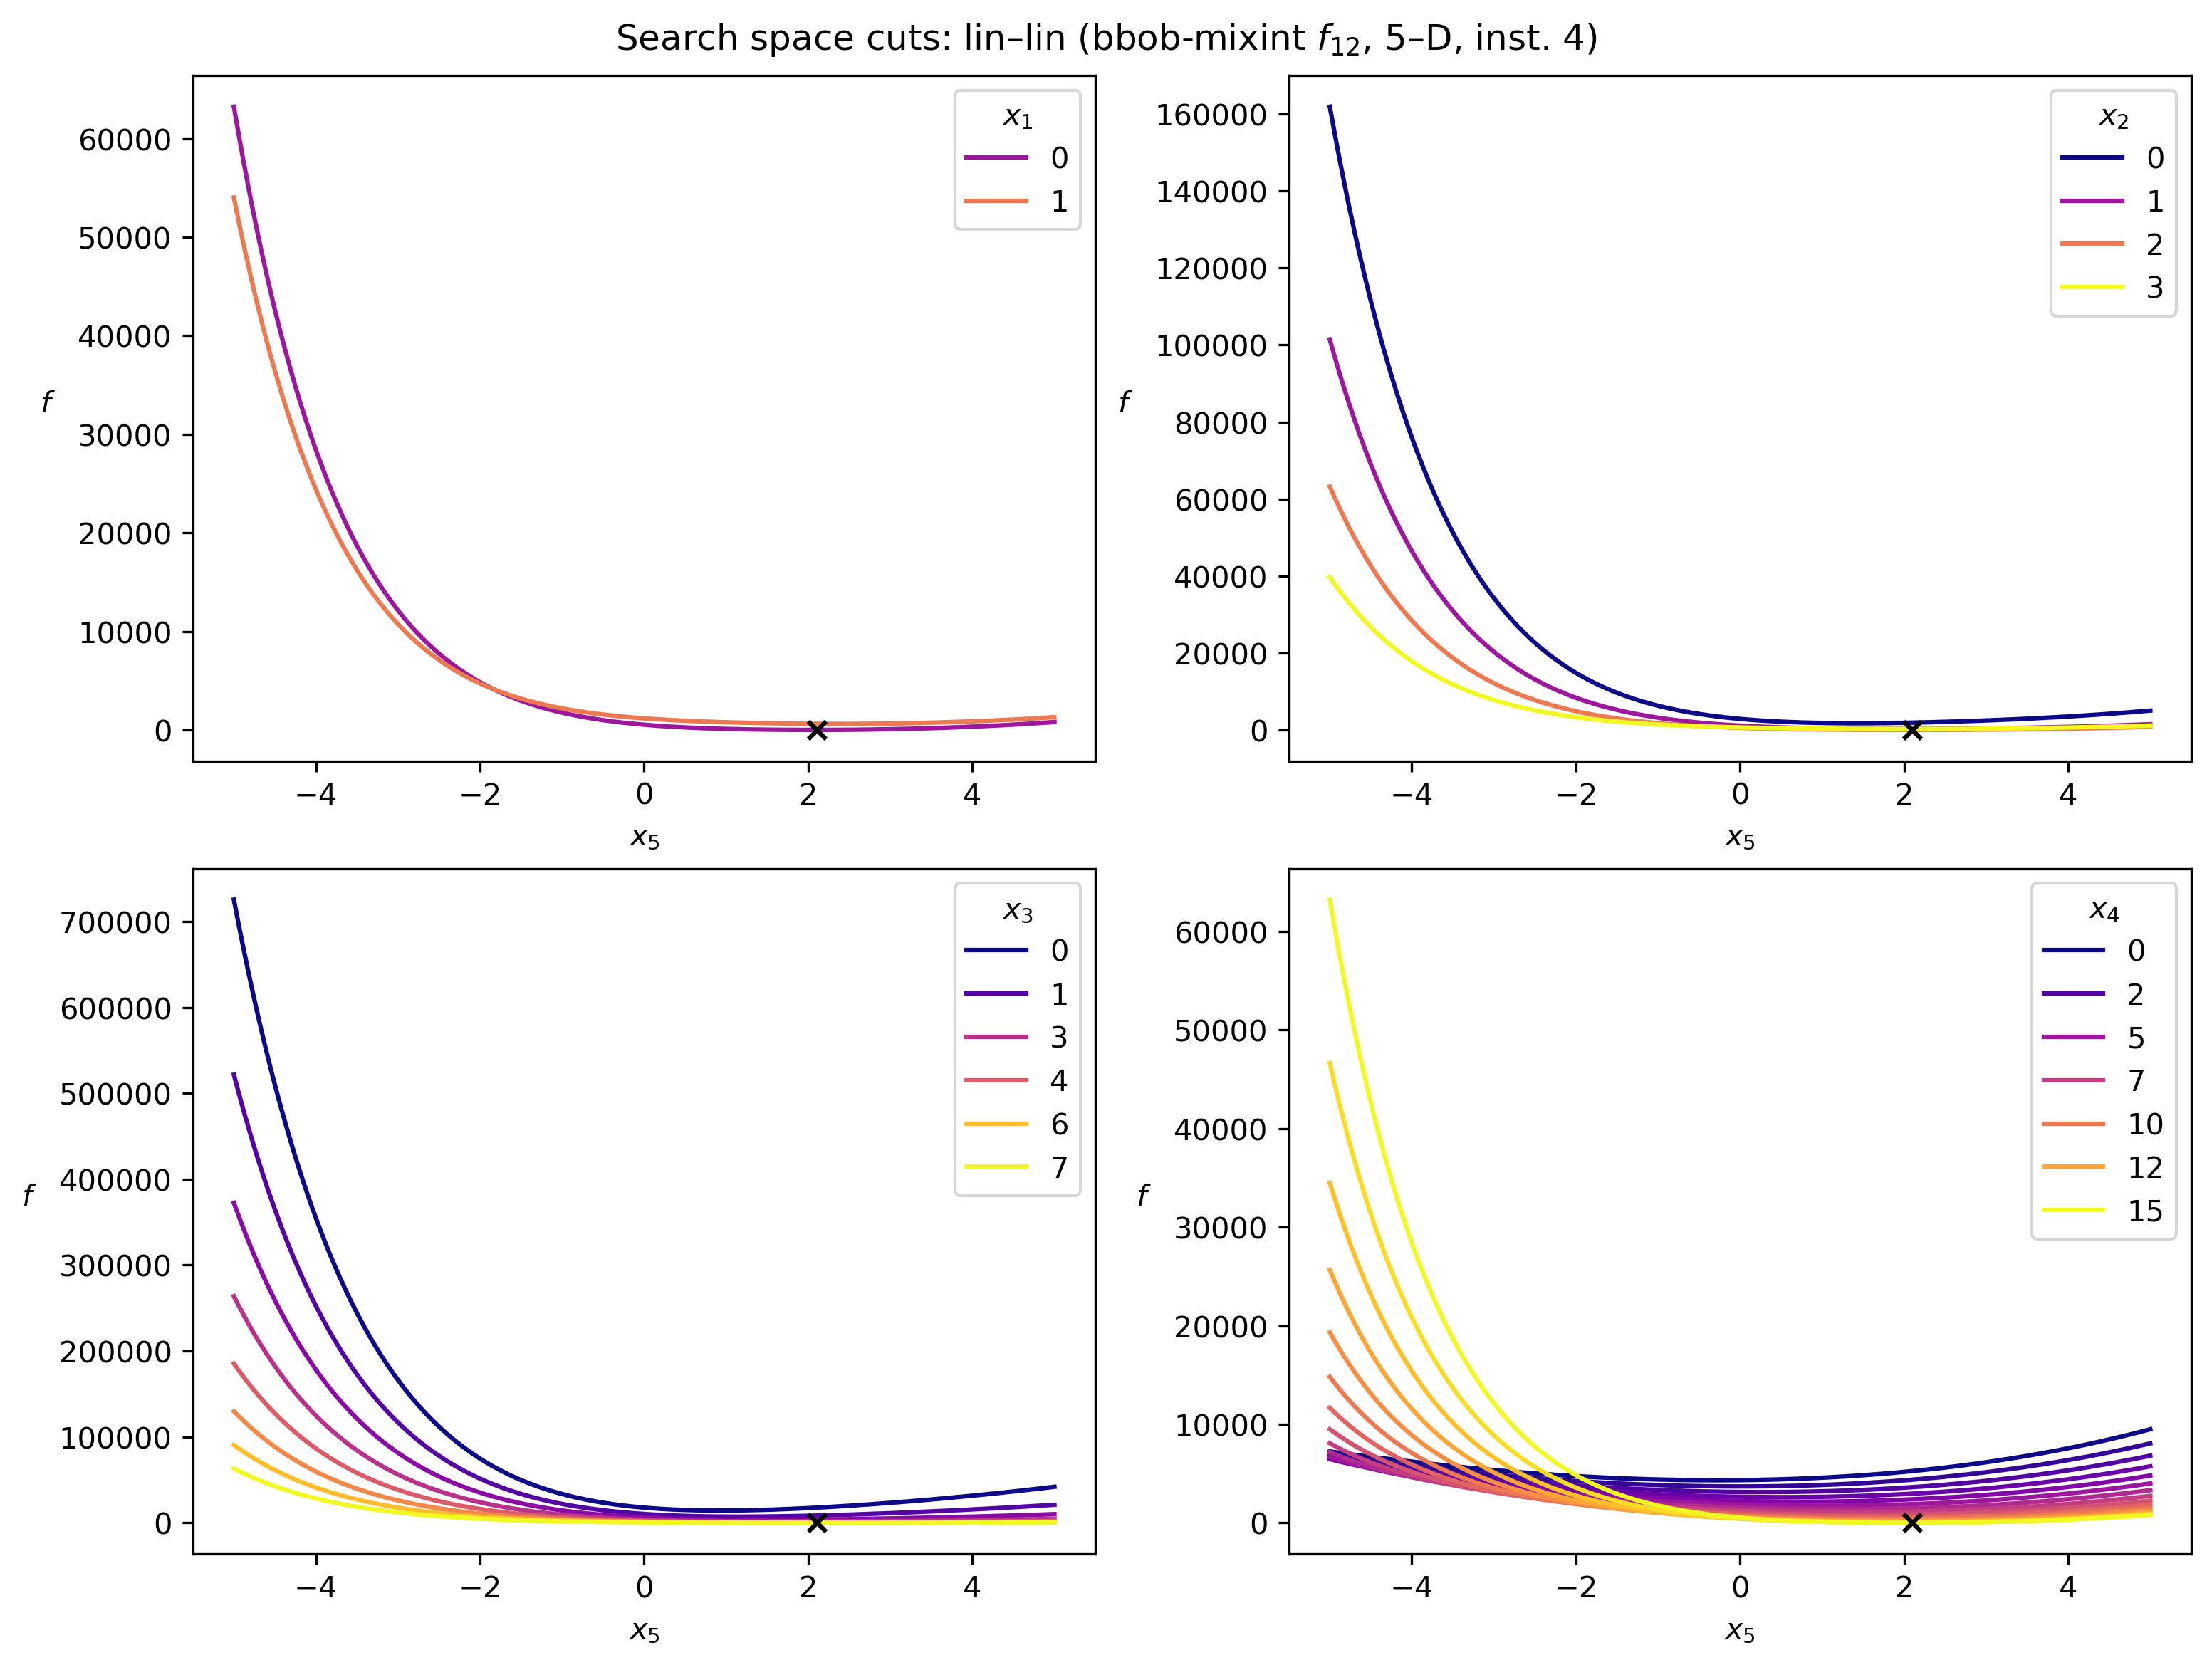 Search space cuts: lin–lin (bbob-mixint f12, 5–D, inst. 4)
60000
50000
40000
30000
20000
10000
0
f
−4 −2 0 2 4
x5
x1
0
1
160000
140000
120000
100000
80000
60000
40000
20000
0
f
−4 −2 0 2 4
x5
x2
0
1
2
3
700000
600000
500000
400000
300000
200000
100000
0
f
−4 −2 0 2 4
x5
x3
0
1
3
4
6
7
60000
50000
40000
30000
20000
10000
0
f
−4 −2 0 2 4
x5
x4
0
2
5
7
10
12
15